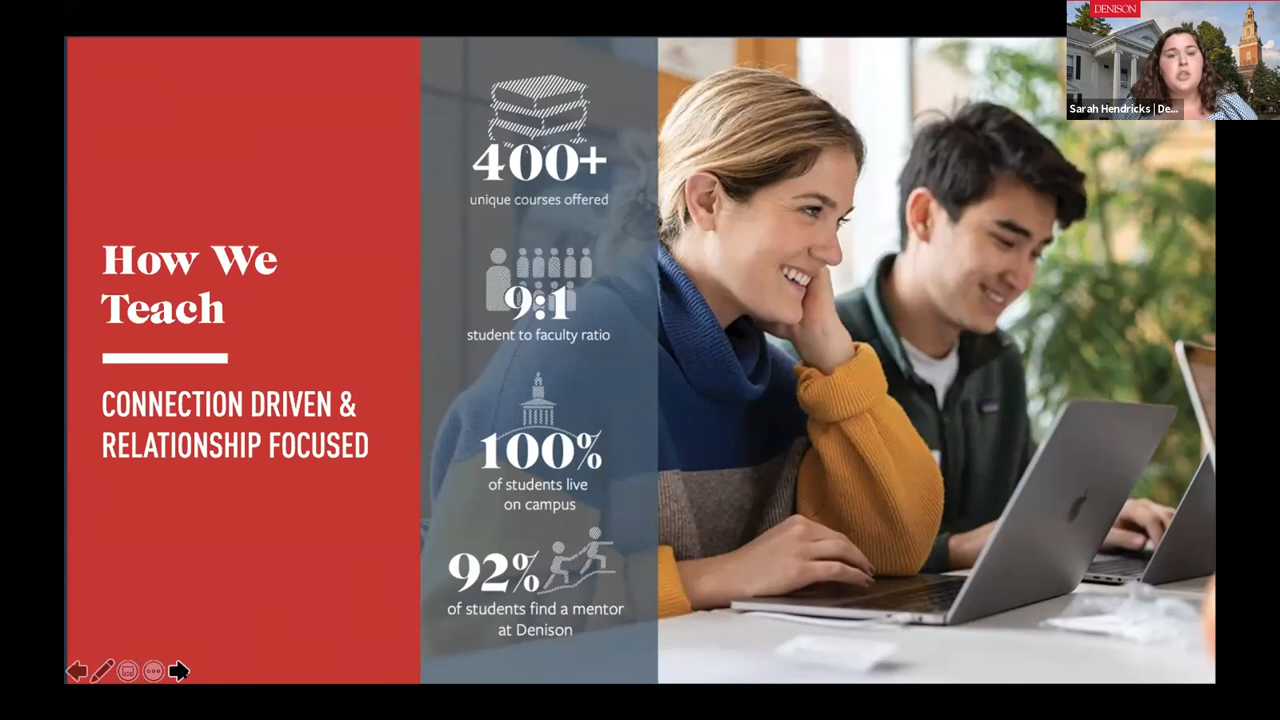 DENISON
Sarah Hendricks | De...
How We
Teach
CONNECTION DRIVEN &
RELATIONSHIP FOCUSED
400+
unique courses offered
9:1
student to faculty ratio
100%
of students live
on campus
92%
of students find a mentor
at Denison